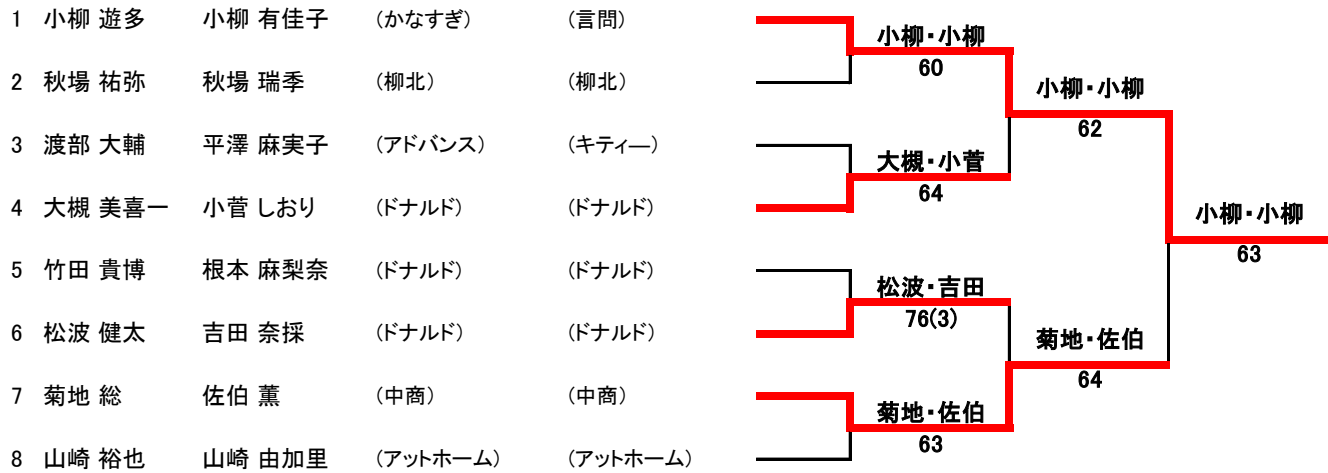 1 小柳 遊多 小柳 有佳子 (かなすぎ) (言問)
小柳・小柳
60
2 秋場 祐弥 秋場 瑞季 (柳北) (柳北)
小柳・小柳
62
3 渡部 大輔 平澤 麻実子 (アドバンス) (キティ―)
大槻・小菅
64
4 大槻 美喜一 小菅 しおり (ドナルド) (ドナルド)
小柳・小柳
63
5 竹田 貴博 根本 麻梨奈 (ドナルド) (ドナルド)
松波・吉田
76(3)
6 松波 健太 吉田 奈採 (ドナルド) (ドナルド)
菊地・佐伯
64
7 菊地 総 佐伯 薫 (中商) (中商)
菊地・佐伯
63
8 山崎 裕也 山崎 由加里 (アットホーム) (アットホーム)